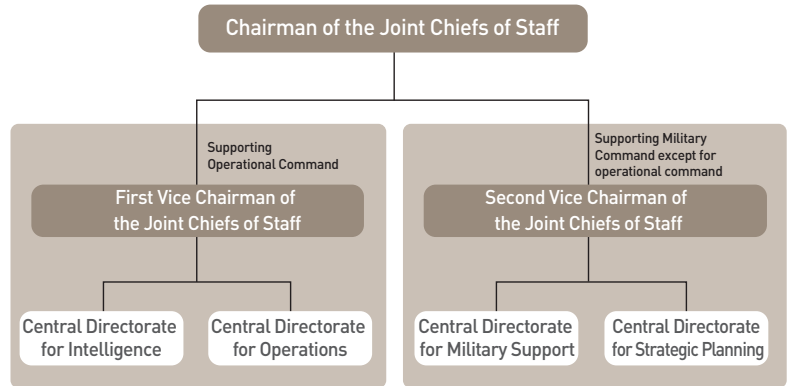 Chairman of the Joint Chiefs of Staff
Supporting
Operational Command
First Vice Chairman of
the Joint Chiefs of Staff
Central Directorate
for Intelligence
Central Directorate
for Operations
Supporting Military
Command except for
operational command
Second Vice Chairman of
the Joint Chiefs of Staff
Central Directorate
for Military Support
Central Directorate
for Strategic Planning